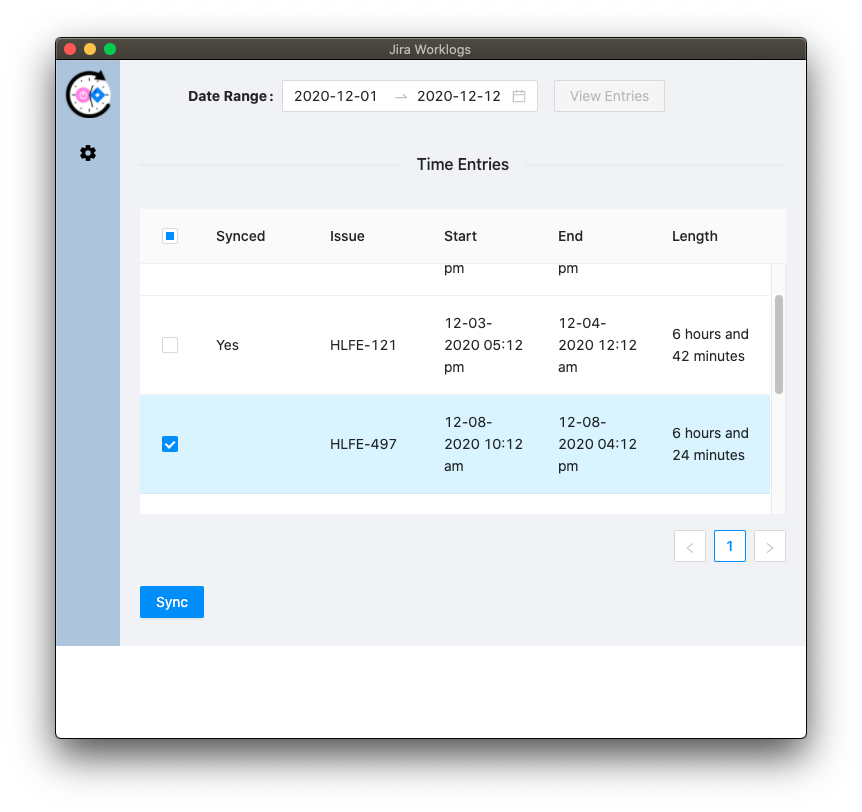 Jira Worklogs
Date Range: 2020-12-01 → 2020-12-12 View Entries
Time Entries
Synced Issue Start End Length
pm pm
12-03- 12-04-
6 hours and
Yes HLFE-121 2020 05:12 2020 12:12
42 minutes
pm am
12-08- 12-08-
6 hours and
HLFE-497 2020 10:12 2020 04:12
24 minutes
am pm
< 1 >
Sync